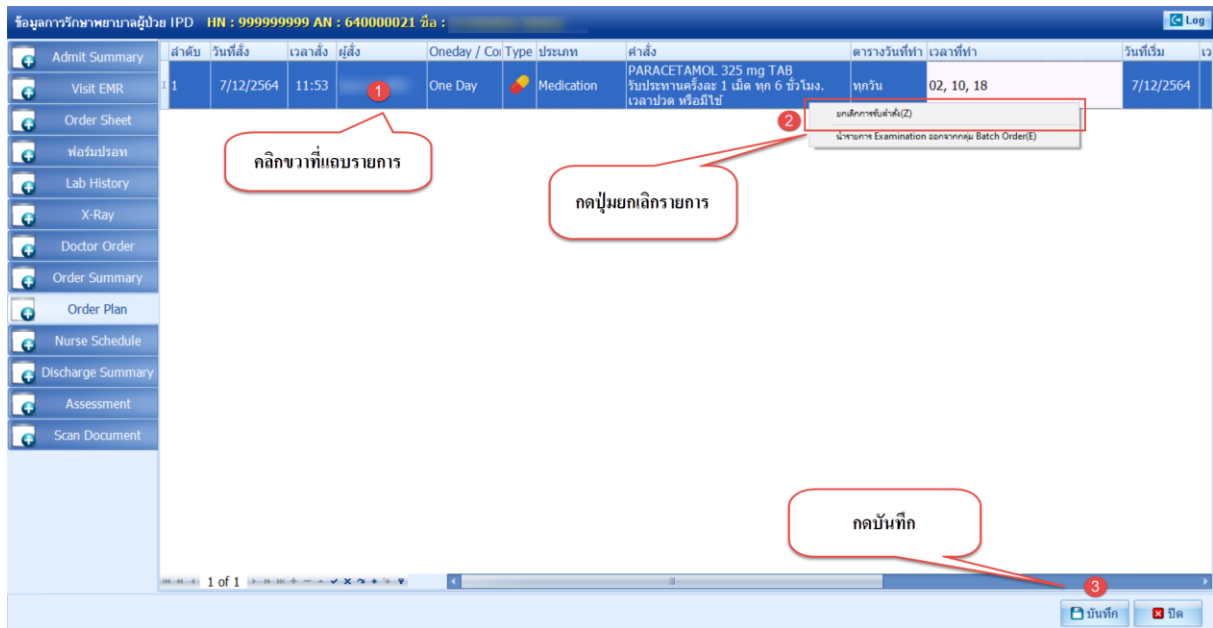 ข้อมูลการรักษาพยาบาลผู้ป่วย IPD HN : 999999999 AN : 640000021 ชื่อ :
Log
Admit Summary
Visit EMR
Order Sheet
ฟอร์มปรอท
Lab History
X-Ray
Doctor Order
Order Summary
Order Plan
Nurse Schedule
Discharge Summary
Assessment
Scan Document
ลำดับ วันที่สั่ง เวลาสั่ง ผู้สั่ง Oneday / Coi Type ประเภท คำสั่ง ตารางวันที่ทำ เวลาที่ทำ วันที่เริ่ม เว
1 7/12/2564 11:53 One Day Medication PARACETAMOL 325 mg TAB ทุกวัน 02, 10, 18 7/12/2564
รับประทานครั้งละ 1 เม็ด ทุก 6 ชั่วโมง.
เวลาปวด หรือมีไข้
1
คลิกขวาที่แถบรายการ
2
ยกเลิกการรับคำสั่ง(Z)
นำรายการ Examination ออกจากกลุ่ม Batch Order(E)
กดปุ่มยกเลิกรายการ
กดบันทึก
1 of 1
3
บันทึก
ปิด